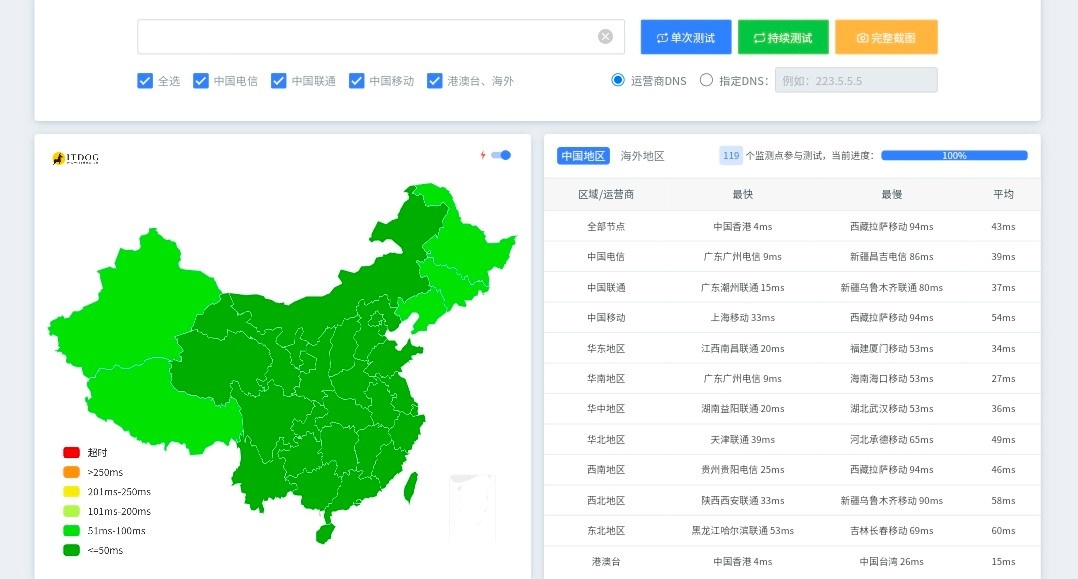 单次测试 持续测试 完整截图
全选 中国电信 中国联通 中国移动 港澳台、海外 运营商DNS 指定DNS: 例如：223.5.5.5
ITDOG
中国地区 海外地区 119 个监测点参与测试，当前进度： 100%
区域/运营商 最快 最慢 平均
全部节点 中国香港 4ms 西藏拉萨移动 94ms 43ms
中国电信 广东广州电信 9ms 新疆昌吉电信 86ms 39ms
中国联通 广东潮州联通 15ms 新疆乌鲁木齐联通 80ms 37ms
中国移动 上海移动 33ms 西藏拉萨移动 94ms 54ms
华东地区 江西南昌联通 20ms 福建厦门移动 53ms 34ms
华南地区 广东广州电信 9ms 海南海口移动 53ms 27ms
华中地区 湖南益阳联通 20ms 湖北武汉移动 53ms 36ms
华北地区 天津联通 39ms 河北承德移动 65ms 49ms
西南地区 贵州贵阳电信 25ms 西藏拉萨移动 94ms 46ms
西北地区 陕西西安联通 33ms 新疆乌鲁木齐移动 90ms 58ms
东北地区 黑龙江哈尔滨联通 53ms 吉林长春移动 69ms 60ms
港澳台 中国香港 4ms 中国台湾 26ms 15ms
超时
>250ms
201ms-250ms
101ms-200ms
51ms-100ms
<=50ms